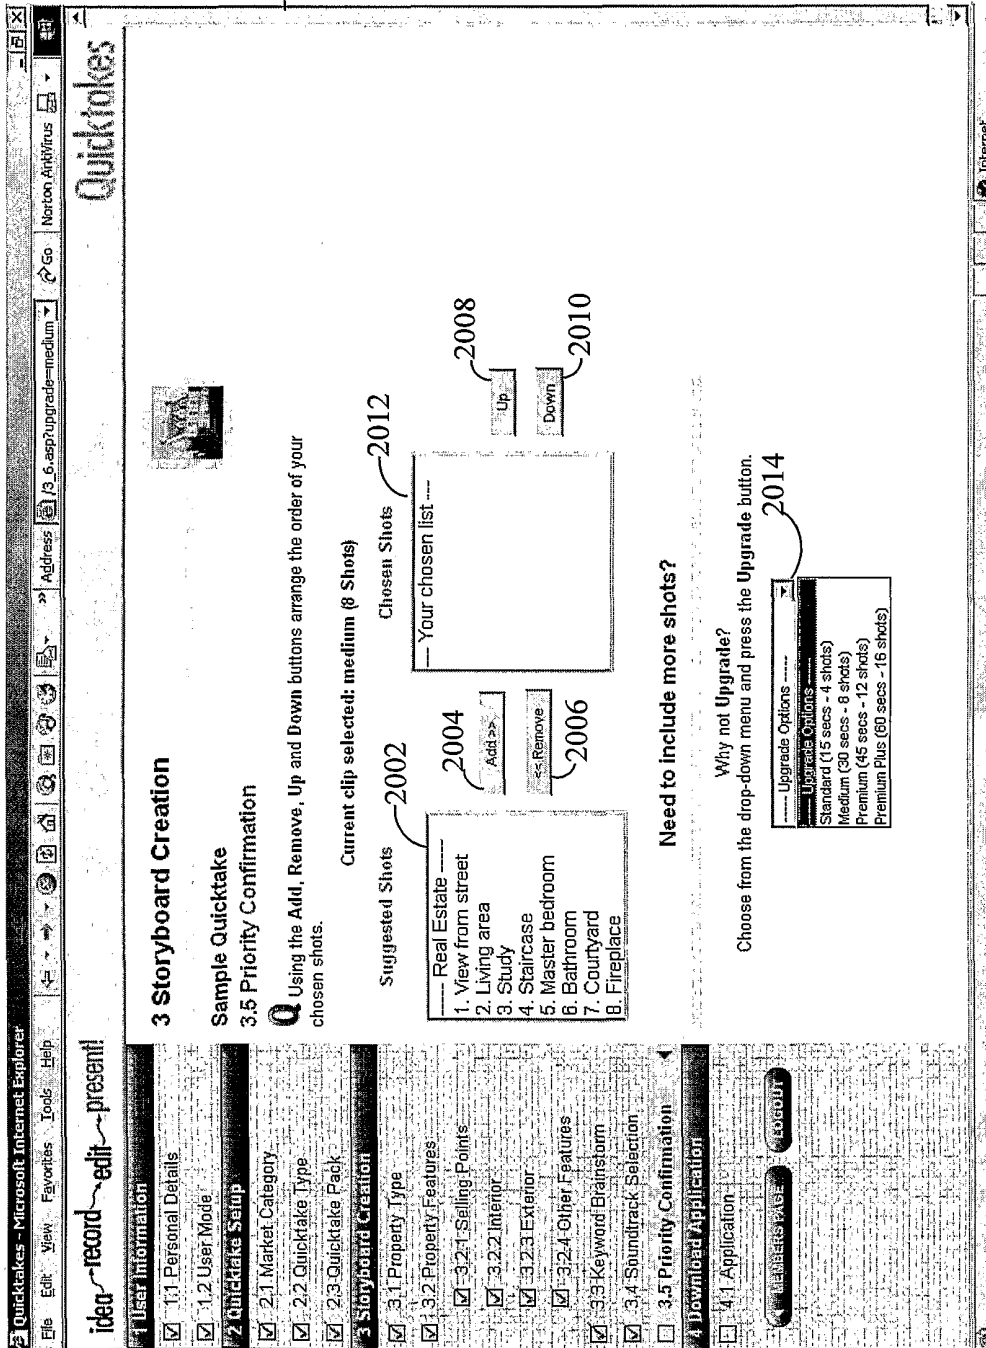 Quicktakes - Microsoft Internet Explorer
File Edit View Favorites Tools Help
Address /3_6.asp?upgrade=medium Go Norton AntiVirus
idea record edit present!
Quicktakes
1 User Information
1.1 Personal Details
1.2 User Mode
2 Quicktake Setup
2.1 Market Category
2.2 Quicktake Type
2.3 Quicktake Pack
3 Storyboard Creation
3.1 Property Type
3.2 Property Features
3.2.1 Selling Points
3.2.2 Interior
3.2.3 Exterior
3.2.4 Other Features
3.3 Keyword Brainstorm
3.4 Soundtrack Selection
3.5 Priority Confirmation
4 Download Application
4.1 Application
MEMBERS PAGE
LOGOUT
3 Storyboard Creation
Sample Quicktake
3.5 Priority Confirmation
Q Using the Add, Remove, Up and Down buttons arrange the order of your
chosen shots.
Current clip selected: medium (8 Shots)
Suggested Shots
2002
----- Real Estate -----
1. View from street
2. Living area
3. Study
4. Staircase
5. Master bedroom
6. Bathroom
7. Courtyard
8. Fireplace
2004
Add >>
<< Remove
2006
Chosen Shots
2012
--- Your chosen list ---
2008
Up
Down
2010
Need to include more shots?
Why not Upgrade?
Choose from the drop-down menu and press the Upgrade button.
2014
----- Upgrade Options -----
----- Upgrade Options -----
Standard (15 secs - 4 shots)
Medium (30 secs - 8 shots)
Premium (45 secs - 12 shots)
Premium Plus (60 secs - 16 shots)
Internet